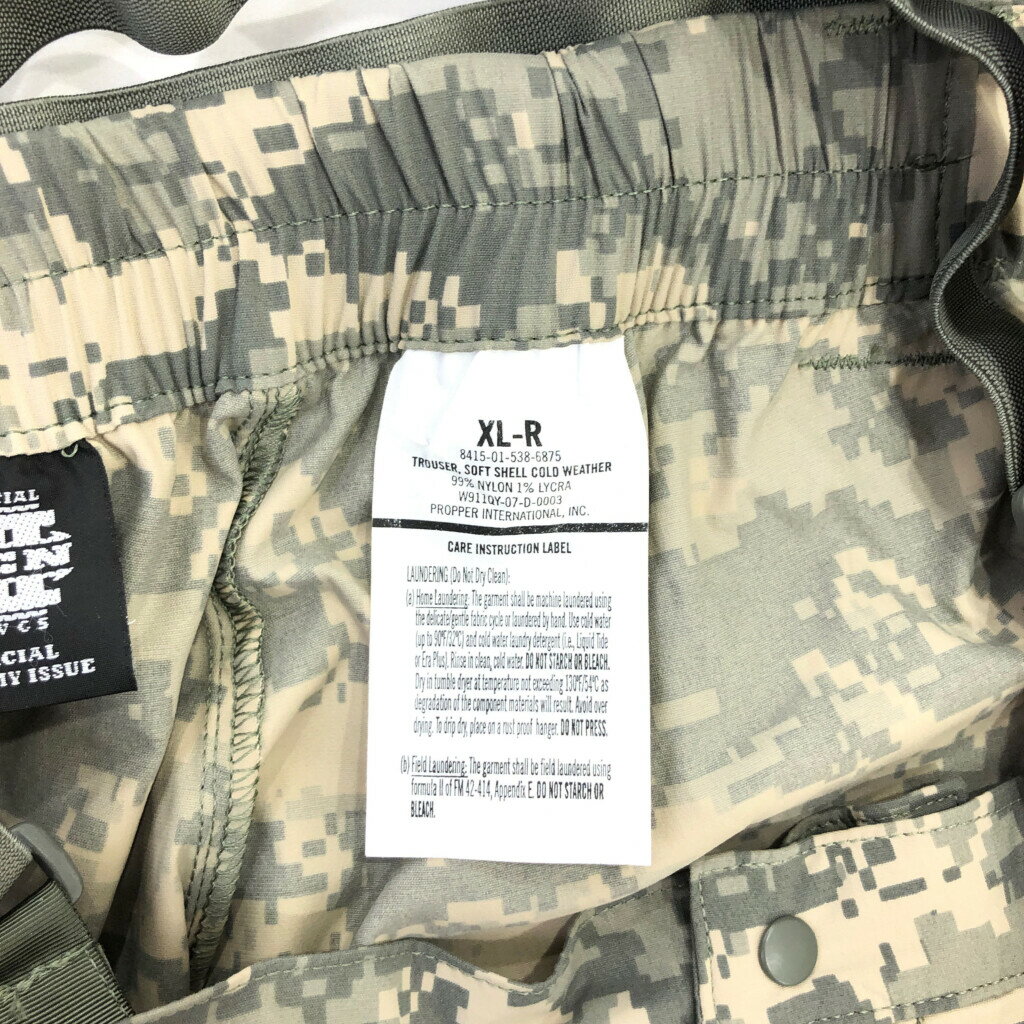 XL-R
8415-01-538-6875
TROUSER, SOFT SHELL COLD WEATHER
99% NYLON 1% LYCRA
W911QY-07-D-0003
PROPPER INTERNATIONAL, INC.
CARE INSTRUCTION LABEL
LAUNDERING (Do Not Dry Clean):
(a) Home Laundering: The garment shall be machine laundered using
the delicate/gentle fabric cycle or laundered by hand. Use cold water
(up to 90°F/32°C) and cold water laundry detergent (i.e., Liquid Tide
or Era Plus). Rinse in clean, cold water. DO NOT STARCH OR BLEACH.
Dry in tumble dryer at temperature not exceeding 130°F/54°C as
degradation of the component materials will result. Avoid over
drying. To drip dry, place on a rust proof hanger. DO NOT PRESS.
(b) Field Laundering: The garment shall be field laundered using
formula II of FM 42-414, Appendix E. DO NOT STARCH OR
BLEACH.
CIAL
EN
VCS
CIAL
MY ISSUE